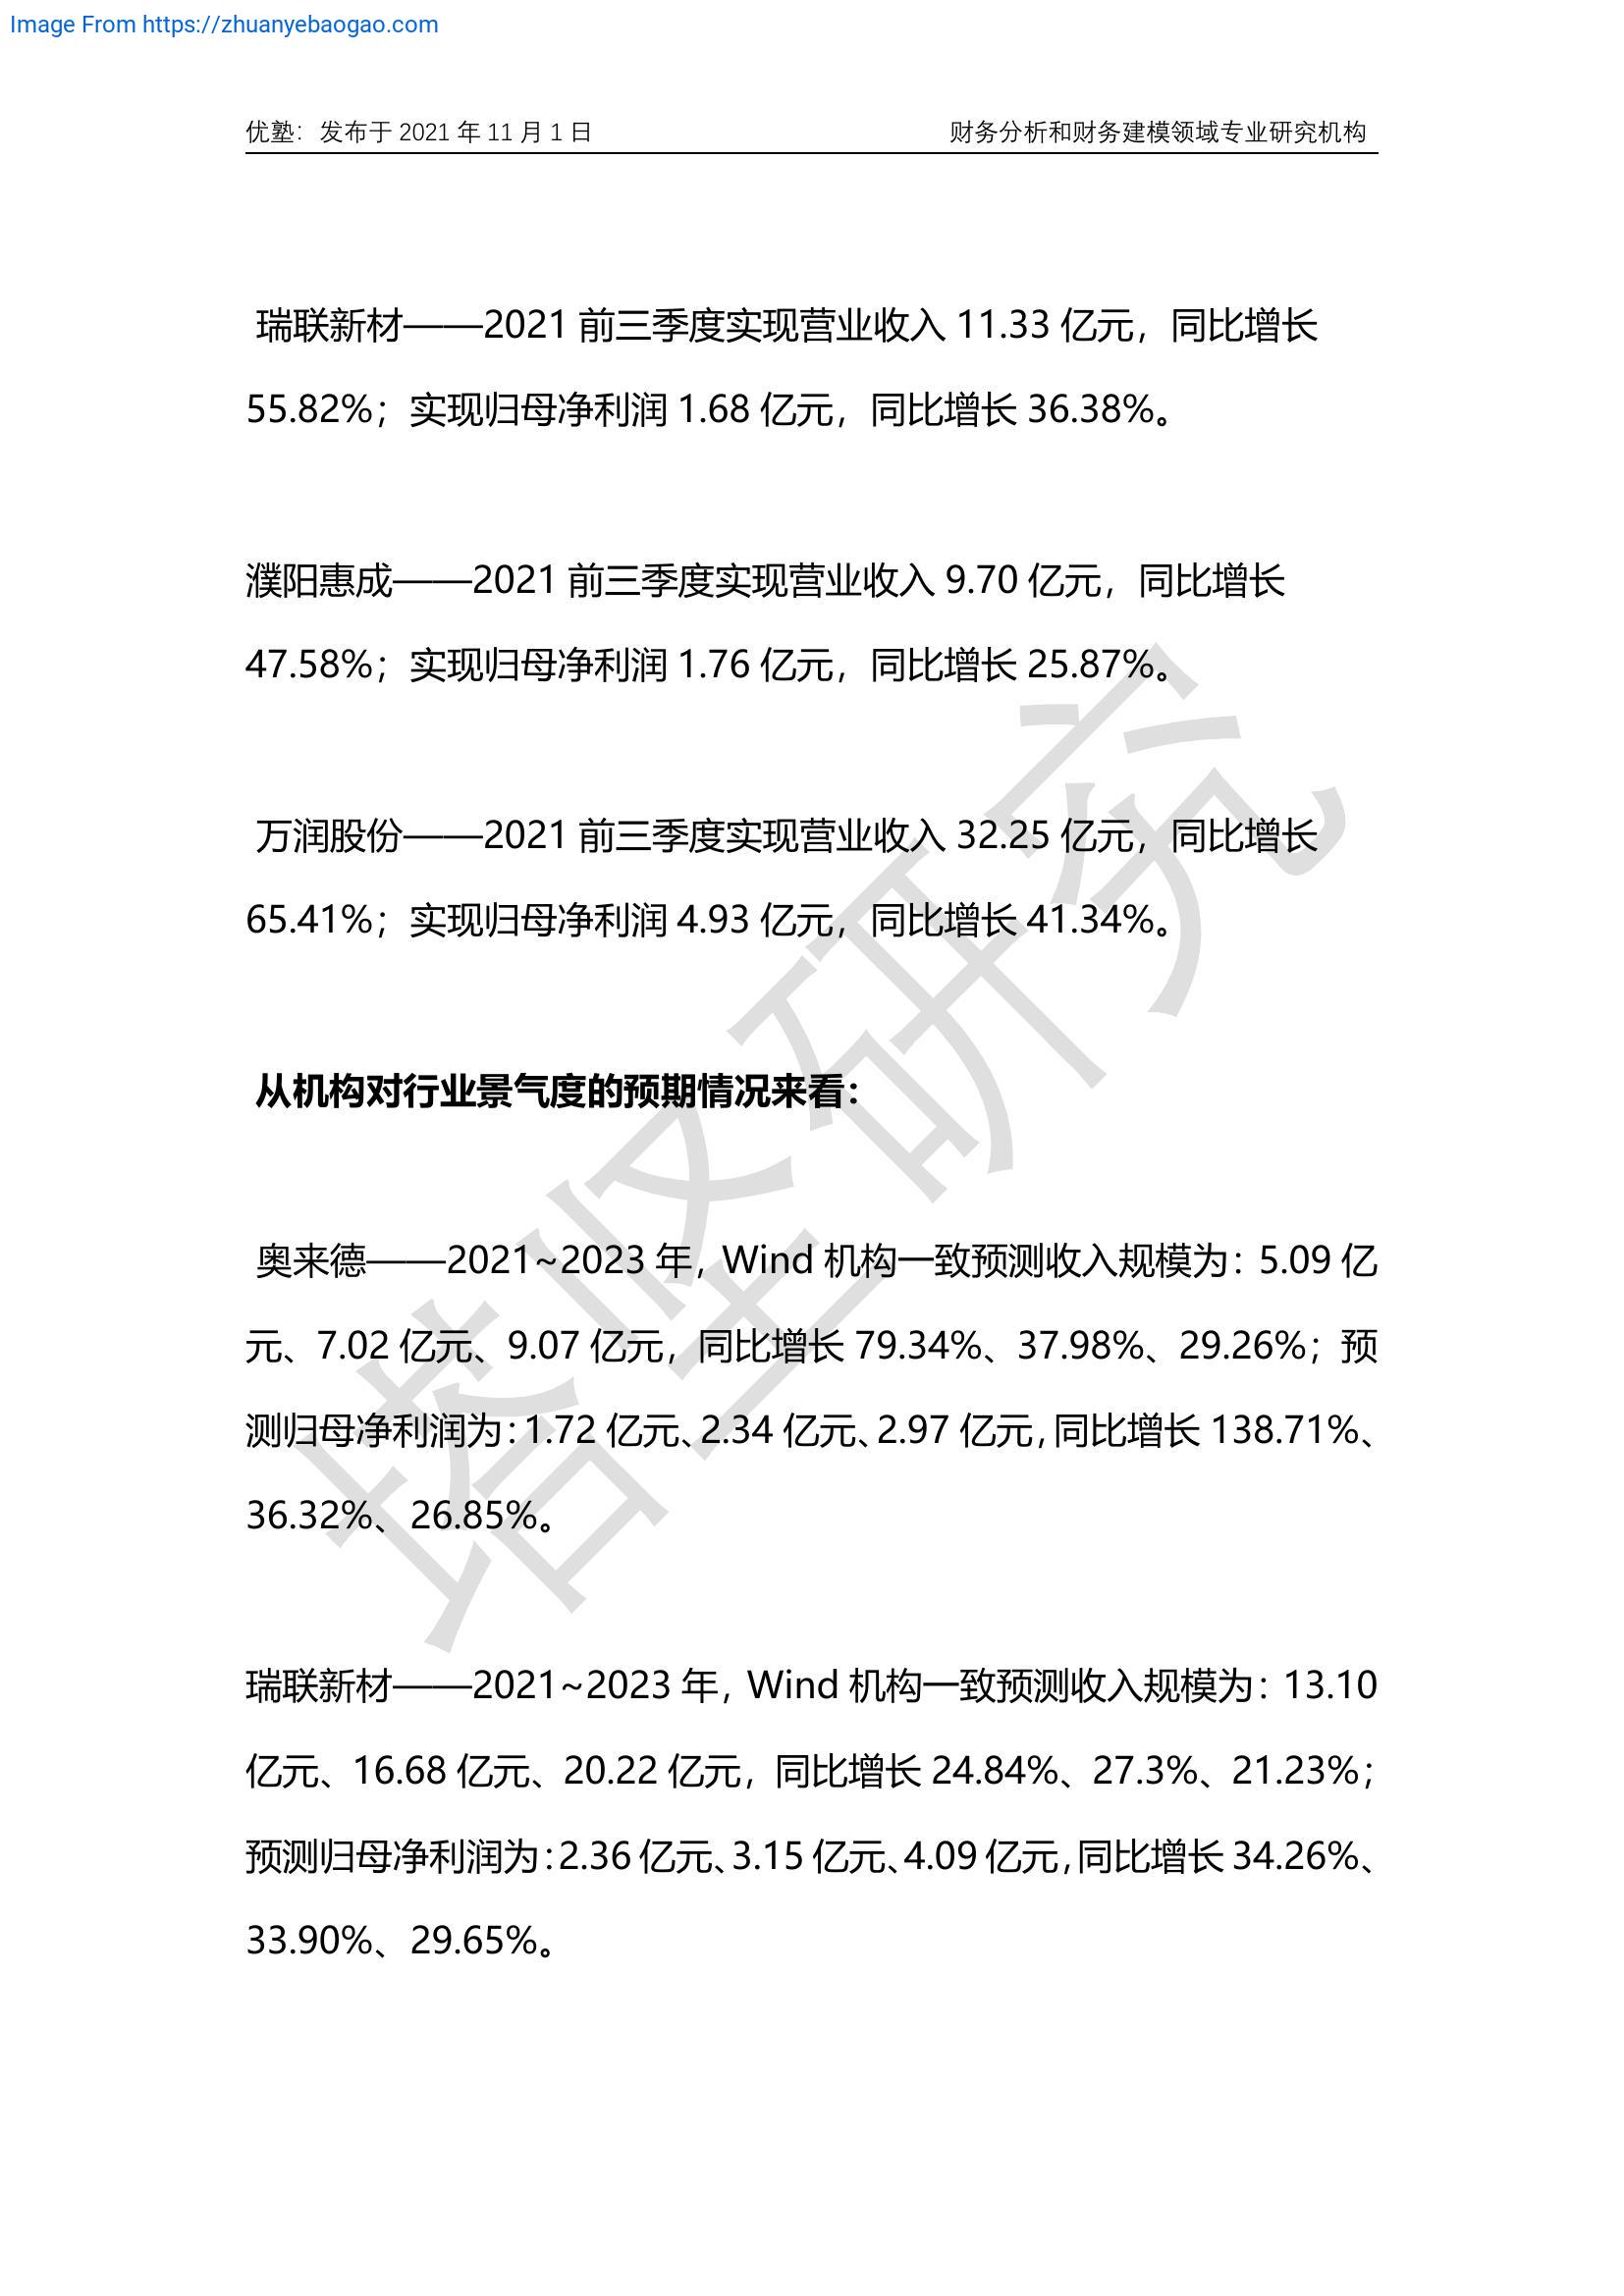 Image From https://zhuanyebaogao.com
优塾：发布于 2021 年 11 月 1 日 财务分析和财务建模领域专业研究机构
瑞联新材——2021 前三季度实现营业收入 11.33 亿元，同比增长
55.82%；实现归母净利润 1.68 亿元，同比增长 36.38%。
濮阳惠成——2021 前三季度实现营业收入 9.70 亿元，同比增长
47.58%；实现归母净利润 1.76 亿元，同比增长 25.87%。
万润股份——2021 前三季度实现营业收入 32.25 亿元，同比增长
65.41%；实现归母净利润 4.93 亿元，同比增长 41.34%。
从机构对行业景气度的预期情况来看：
奥来德——2021~2023 年，Wind 机构一致预测收入规模为：5.09 亿
元、7.02 亿元、9.07 亿元，同比增长 79.34%、37.98%、29.26%；预
测归母净利润为：1.72 亿元、2.34 亿元、2.97 亿元，同比增长 138.71%、
36.32%、26.85%。
瑞联新材——2021~2023 年，Wind 机构一致预测收入规模为：13.10
亿元、16.68 亿元、20.22 亿元，同比增长 24.84%、27.3%、21.23%；
预测归母净利润为：2.36 亿元、3.15 亿元、4.09 亿元，同比增长 34.26%、
33.90%、29.65%。
塔坚研究